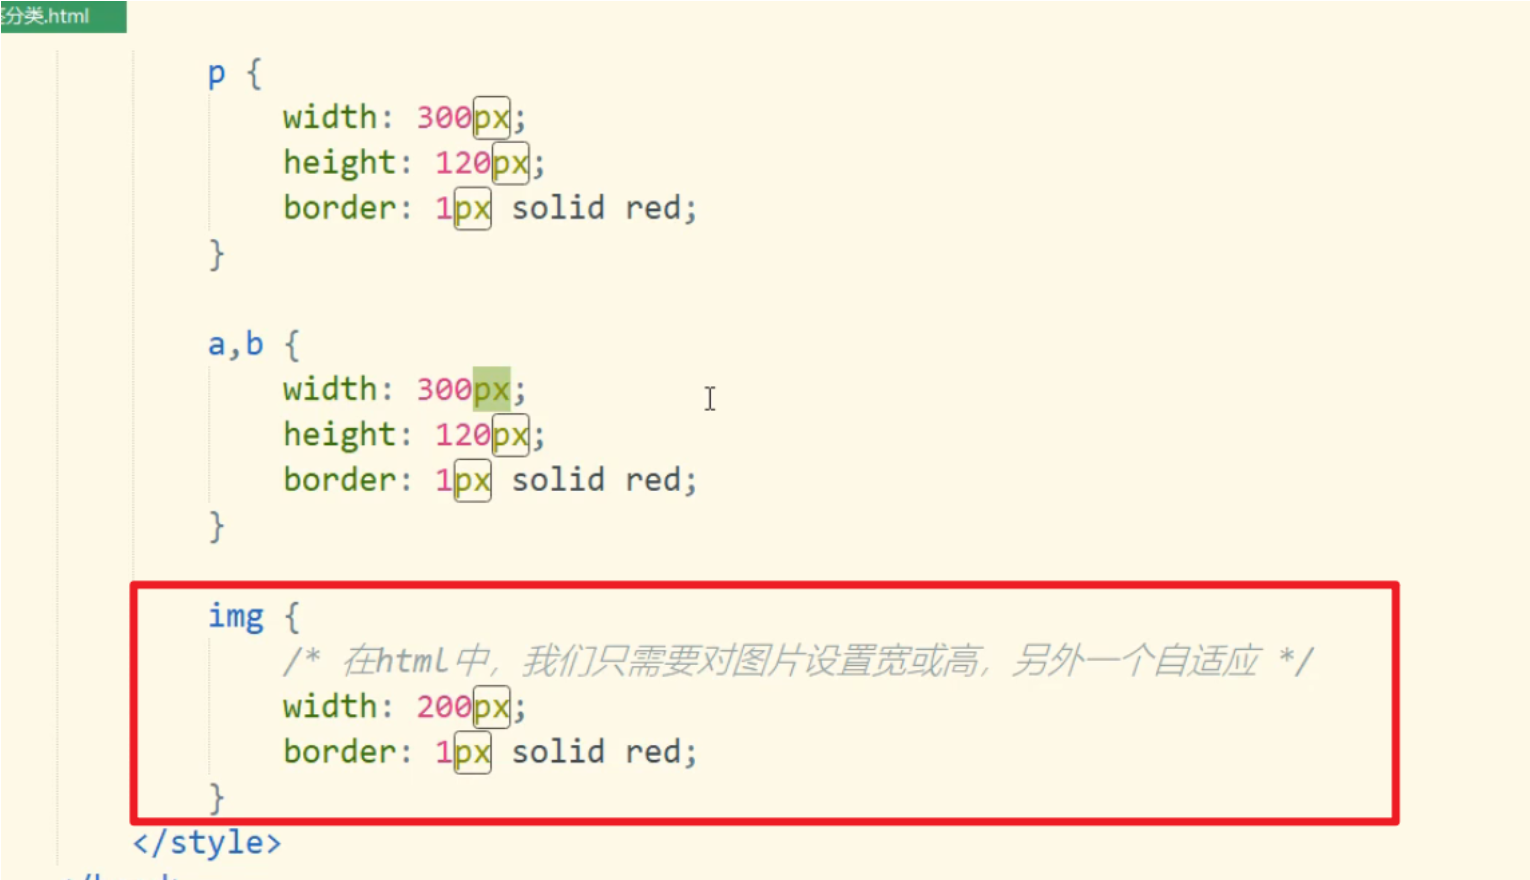 分类.html
p {
width: 300px;
height: 120px;
border: 1px solid red;
}
a,b {
width: 300px;
height: 120px;
border: 1px solid red;
}
img {
/* 在html中，我们只需要对图片设置宽或高，另外一个自适应 */
width: 200px;
border: 1px solid red;
}
</style>